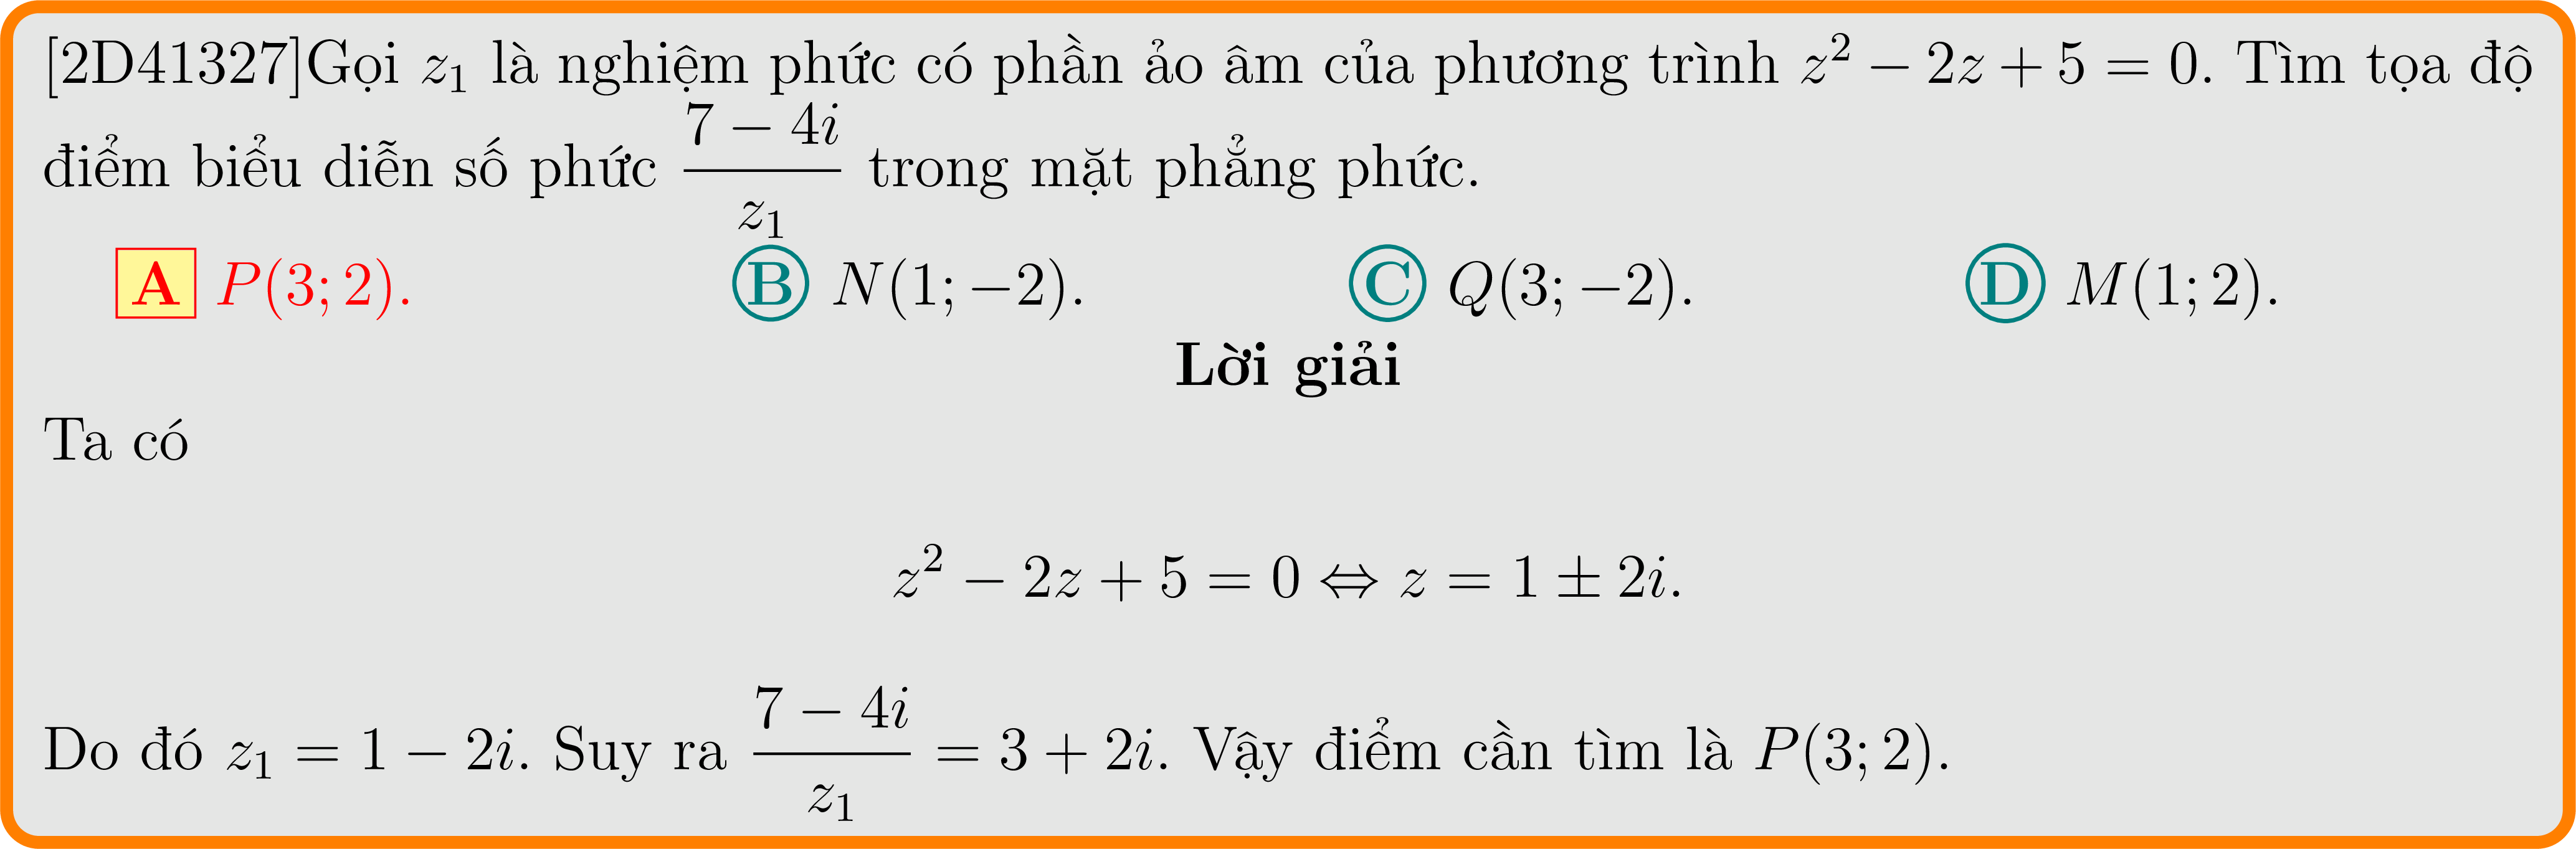 [2D41327]Gọi $z_1$ là nghiệm phức có phần ảo âm của phương trình $z^2 - 2z + 5 = 0$. Tìm tọa độ
điểm biểu diễn số phức $\dfrac{7 - 4i}{z_1}$ trong mặt phẳng phức.
A $P(3; 2)$. B $N(1; -2)$. C $Q(3; -2)$. D $M(1; 2)$.
Lời giải
Ta có
$z^2 - 2z + 5 = 0 \Leftrightarrow z = 1 \pm 2i.$
Do đó $z_1 = 1 - 2i$. Suy ra $\dfrac{7 - 4i}{z_1} = 3 + 2i$. Vậy điểm cần tìm là $P(3; 2)$.